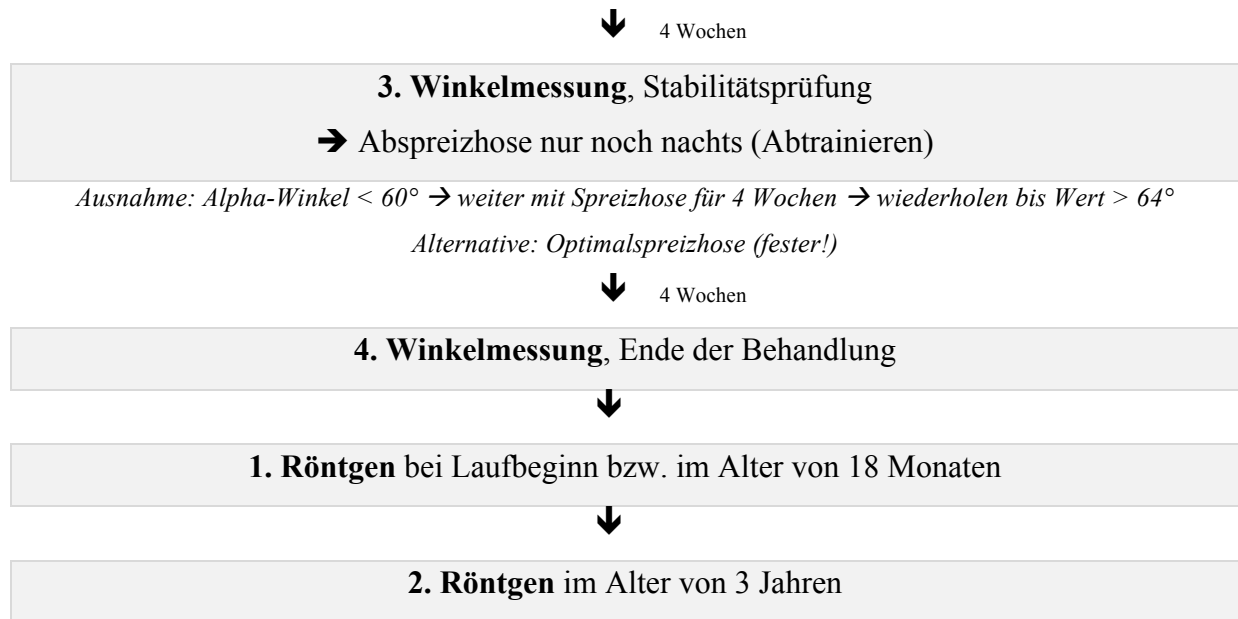 🡻 4 Wochen
3. Winkelmessung, Stabilitätsprüfung
➔ Abspreizhose nur noch nachts (Abtrainieren)
Ausnahme: Alpha-Winkel < 60° → weiter mit Spreizhose für 4 Wochen → wiederholen bis Wert > 64°
Alternative: Optimalspreizhose (fester!)
🡻 4 Wochen
4. Winkelmessung, Ende der Behandlung
🡻
1. Röntgen bei Laufbeginn bzw. im Alter von 18 Monaten
🡻
2. Röntgen im Alter von 3 Jahren